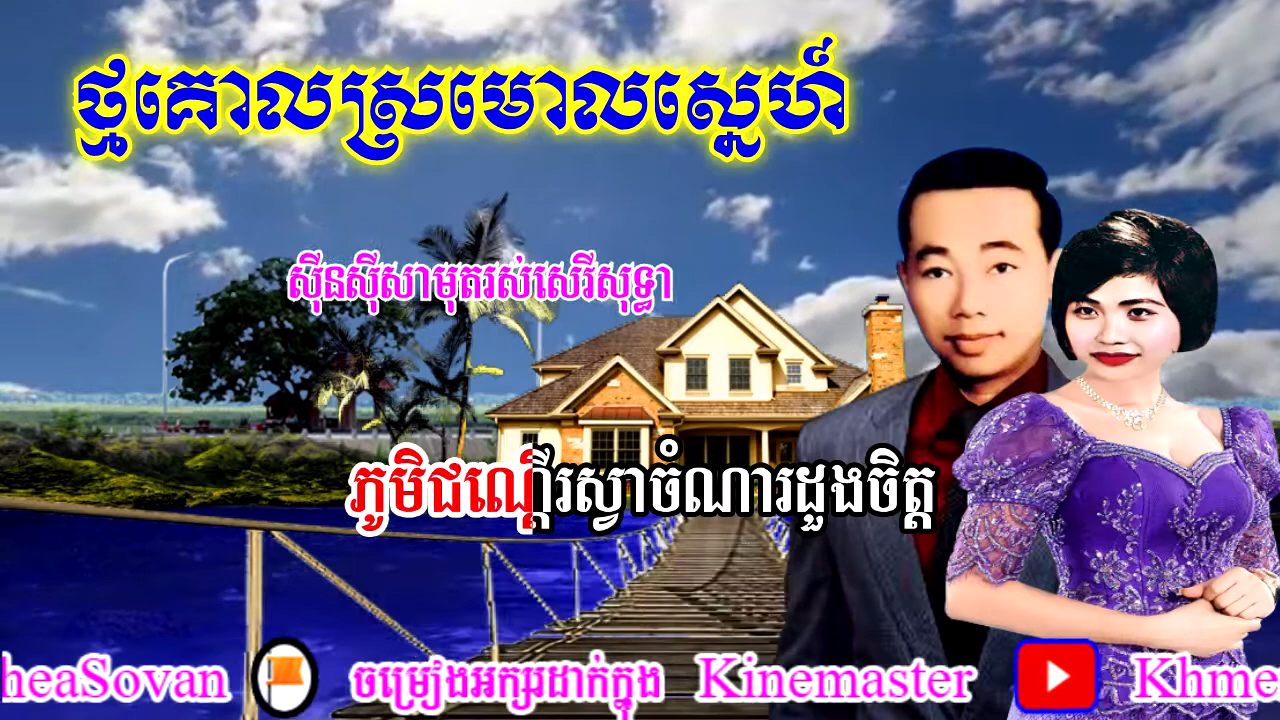 ថ្មគោលស្រមោលស្នេហ៍
ស៊ីនស៊ីសាមុតរស់សេរីសុទ្ធា
ភូមិជណ្ដើរស្វាចំណារដួងចិត្ត
heaSovan ចម្រៀងអក្សរដាក់ក្នុង Kinemaster Khme